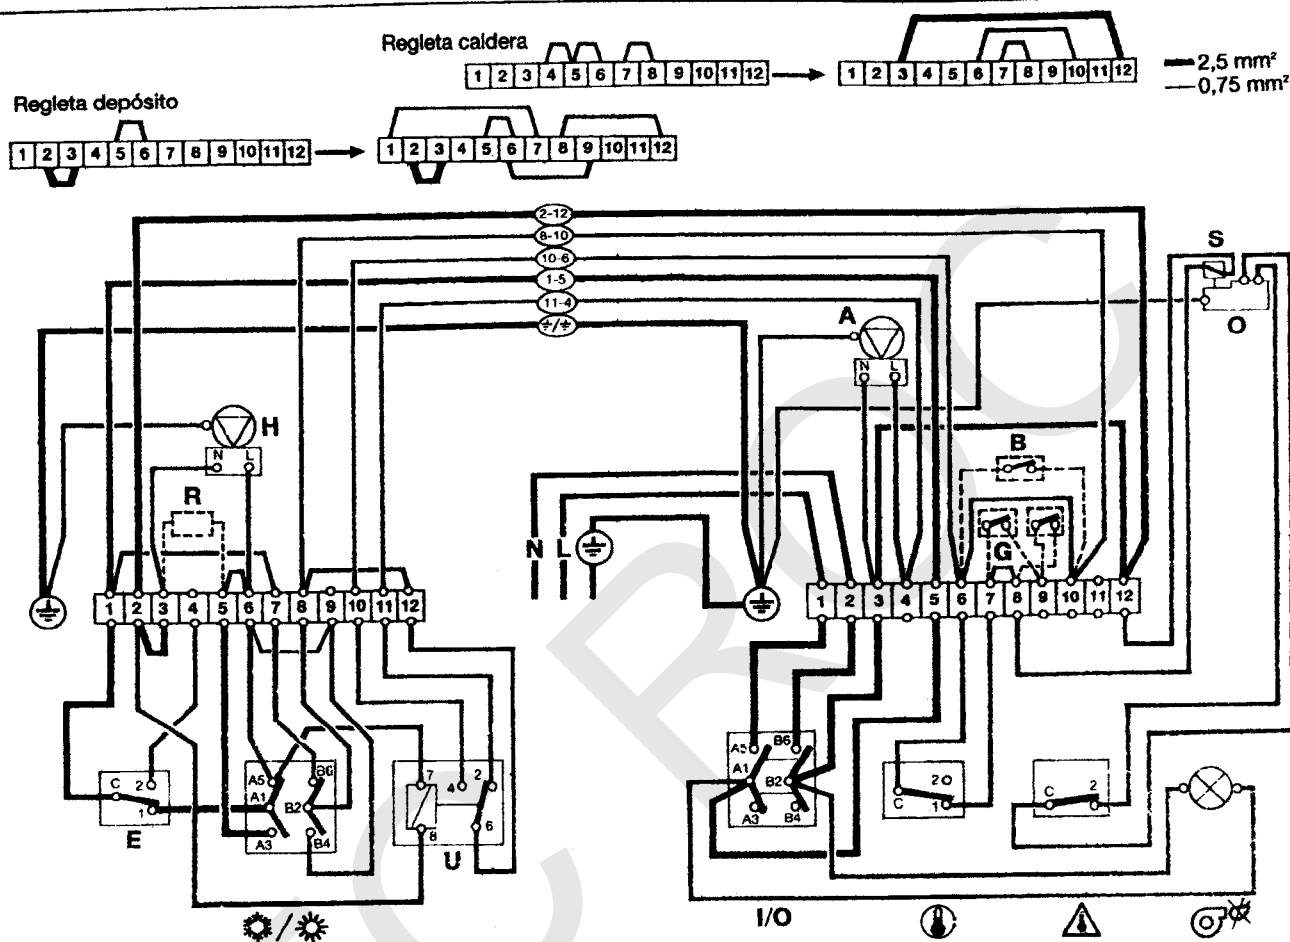 Regleta caldera
1 2 3 4 5 6 7 8 9 10 11 12
1 2 3 4 5 6 7 8 9 10 11 12
2,5 mm²
0,75 mm²
Regleta depósito
1 2 3 4 5 6 7 8 9 10 11 12
1 2 3 4 5 6 7 8 9 10 11 12
2-12
8-10
10-6
1-5
11-4
S
O
A
N L
H
N L
R
B
G
N L
1 2 3 4 5 6 7 8 9 10 11 12
1 2 3 4 5 6 7 8 9 10 11 12
C 2 1
E
A5 B6
A1 B2
A3 B4
7 4 2
8 6
U
A5 B6
A1 B2
A3 B4
I/O
2 C 1
C 2
C ROC